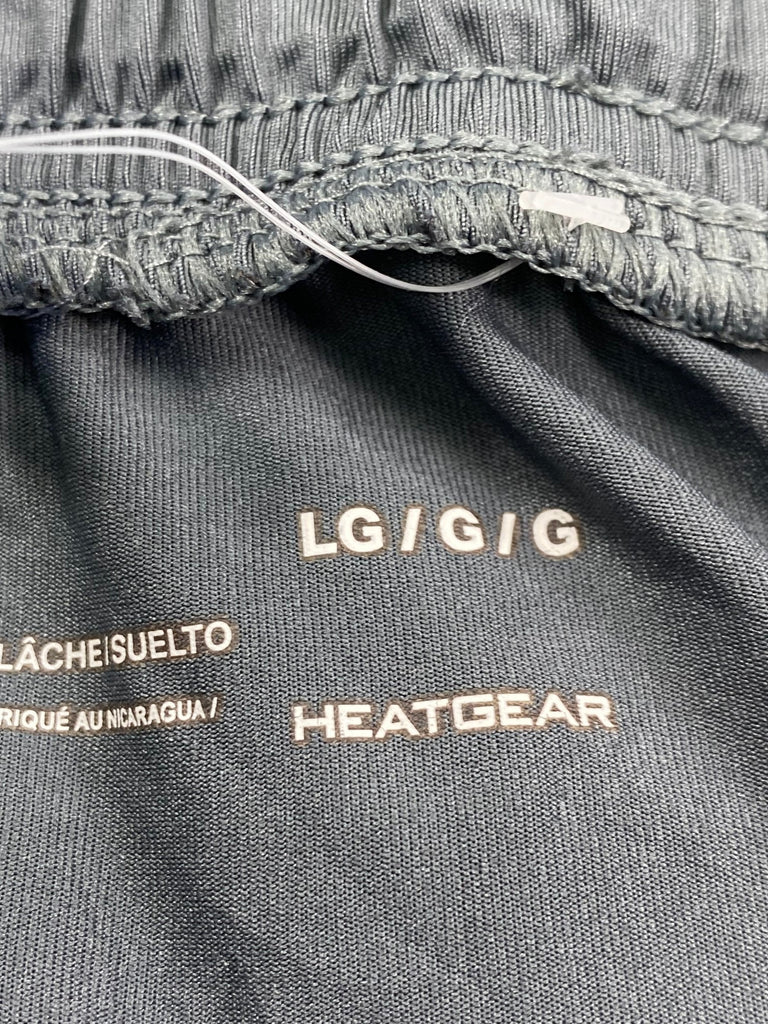 LG / G / G
LÂCHE|SUELTO
RIQUÉ AU NICARAGUA /
HEATGEAR